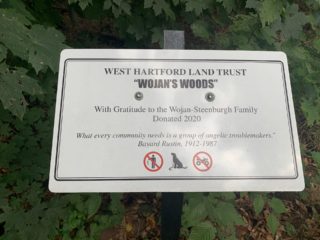 WEST HARTFORD LAND TRUST
"WOJAN'S WOODS"
With Gratitude to the Wojan-Steenburgh Family
Donated 2020
What every community needs is a group of angelic troublemakers."
Bayard Rustin, 1912-1987